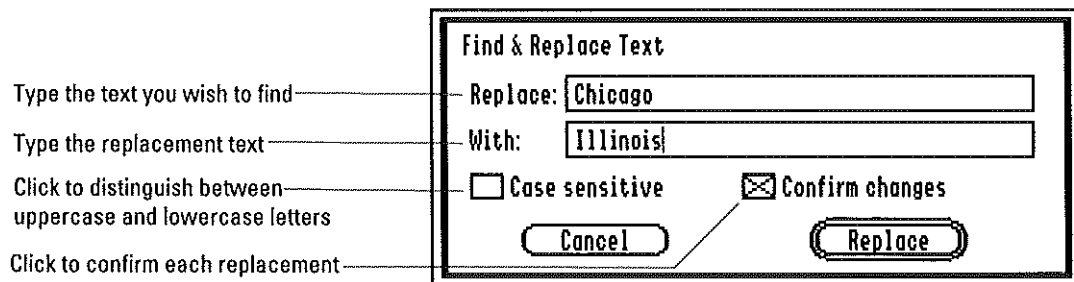 Find & Replace Text
Type the text you wish to find
Replace: Chicago
Type the replacement text
With: Illinois
Click to distinguish between
uppercase and lowercase letters
Case sensitive
Confirm changes
Click to confirm each replacement
Cancel
Replace